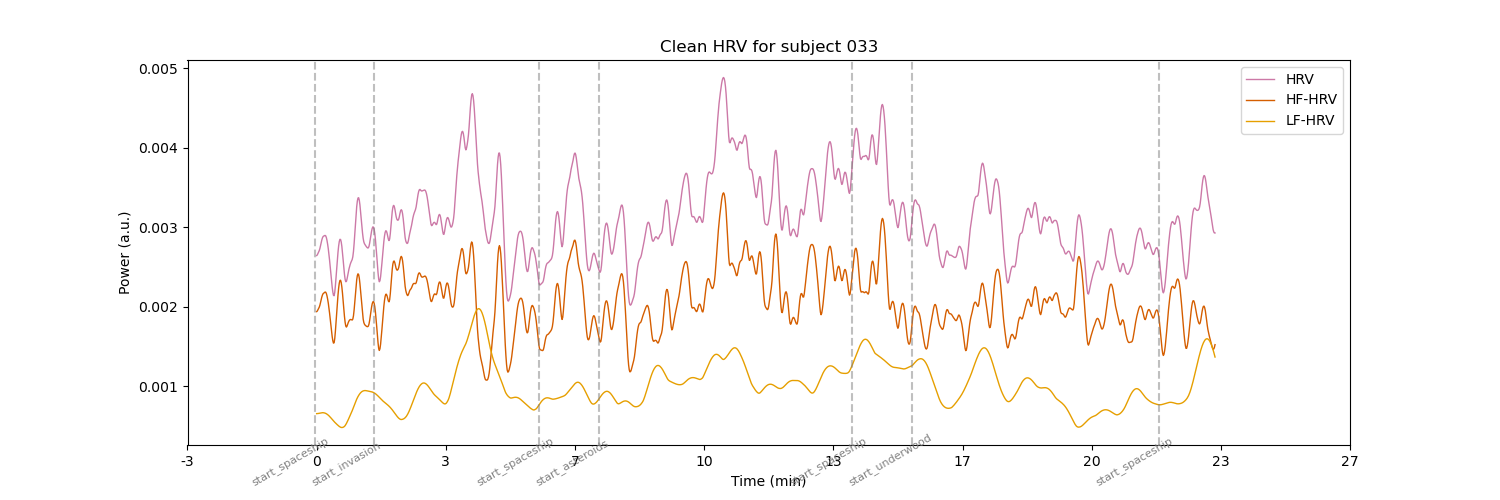 Clean HRV for subject 033
HRV
HF-HRV
LF-HRV
Power (a.u.)
0.005
0.004
0.003
0.002
0.001
-3 0 3 7 10 13 17 20 23 27
start_spaceship
start_invasion
start_spaceship
start_asteroids
start_spaceship
start_underwood
start_spaceship
Time (min)